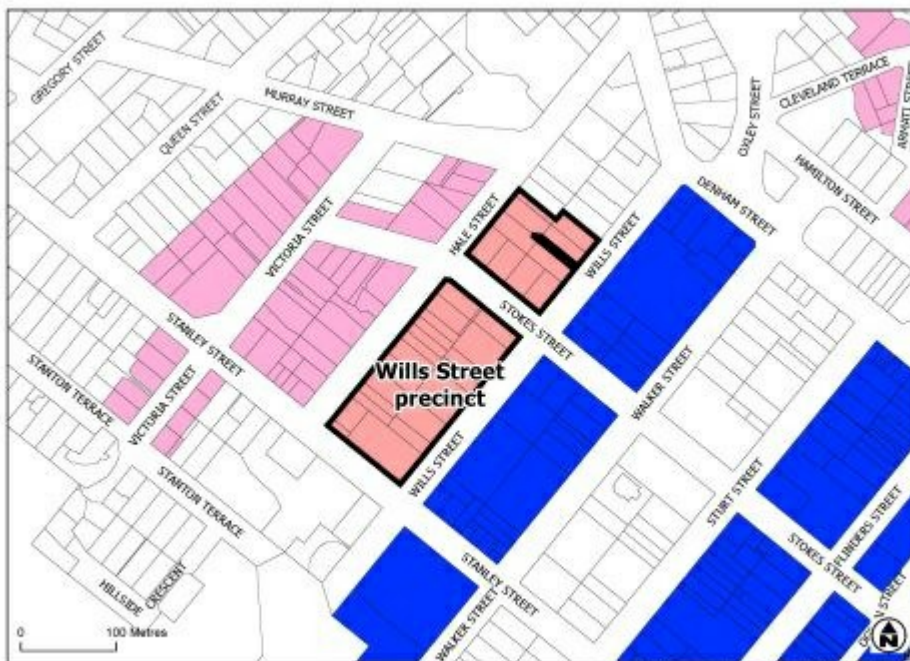 GREGORY STREET
QUEEN STREET
MURRAY STREET
OXLEY STREET
CLEVELAND TERRACE
HAMILTON STREET
DENHAM STREET
VICTORIA STREET
HALE STREET
WILLS STREET
STANLEY STREET
STOKES STREET
STANTON TERRACE
VICTORIA STREET
Wills Street
precinct
WALKER STREET
WILLS STREET
STANTON TERRACE
STURT STREET
STOKES STREET
FLINDERS STREET
STANLEY STREET
WALKER STREET
HILLSIDE
CRESCENT
0 100 Metres
N